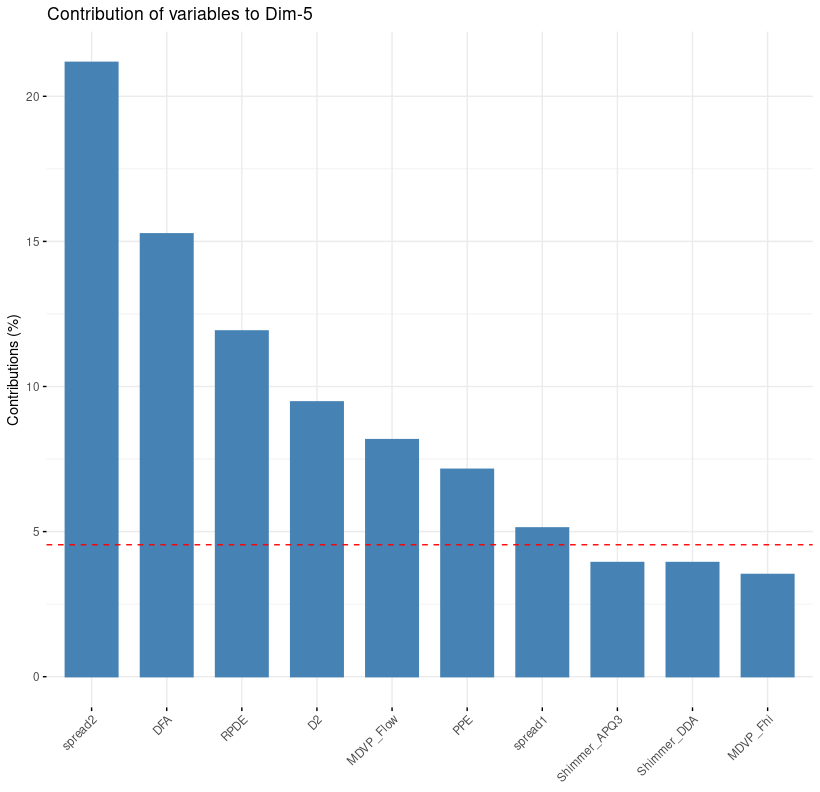 Contribution of variables to Dim-5
Contributions (%)
20
15
10
5
0
spread2
DFA
RPDE
D2
MDVP_Flow
PPE
spread1
Shimmer_APQ3
Shimmer_DDA
MDVP_Fhi